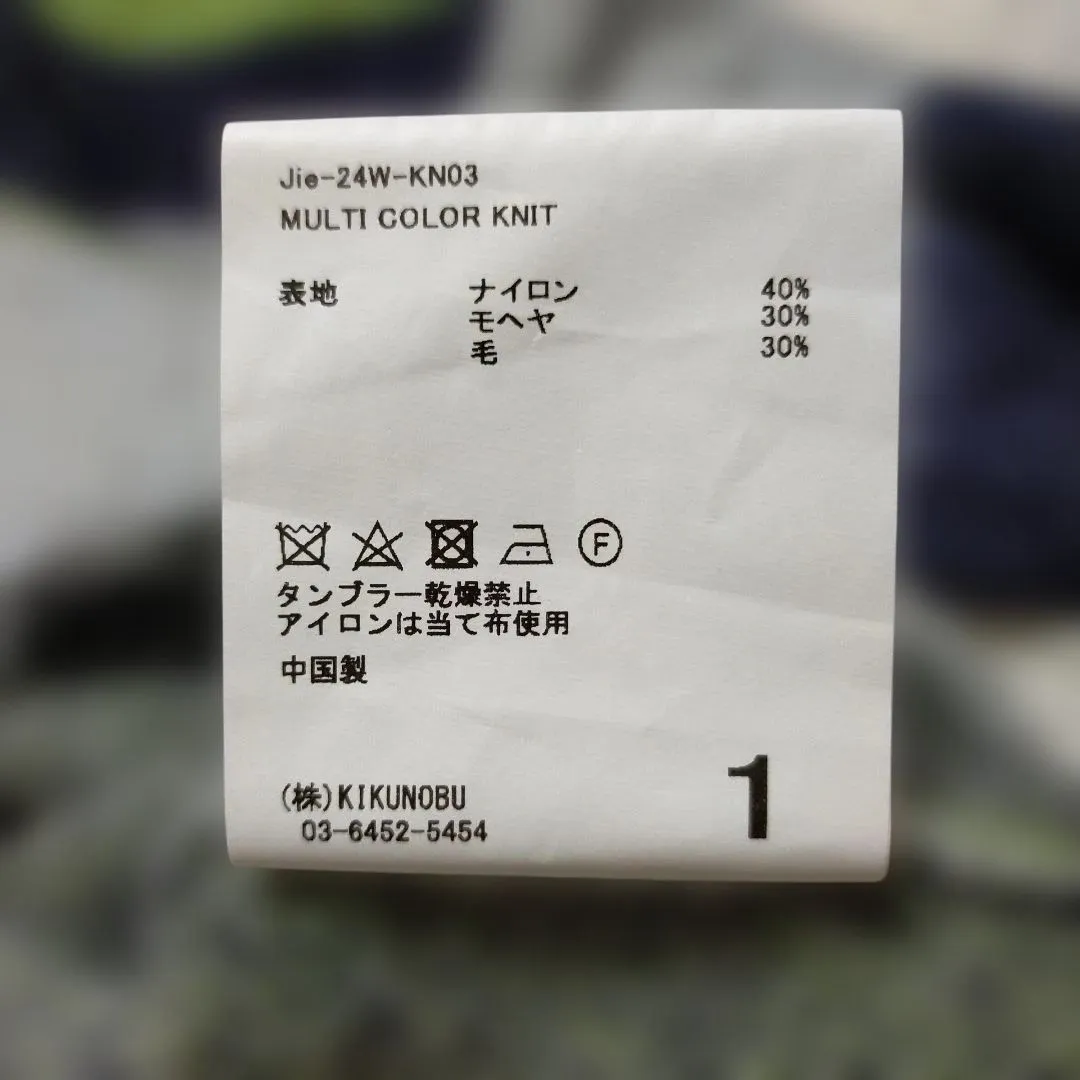 Jie-24W-KN03
MULTI COLOR KNIT
表地 ナイロン 40%
モヘヤ 30%
毛 30%
F
タンブラー乾燥禁止
アイロンは当て布使用
中国製
(株)KIKUNOBU
03-6452-5454
1